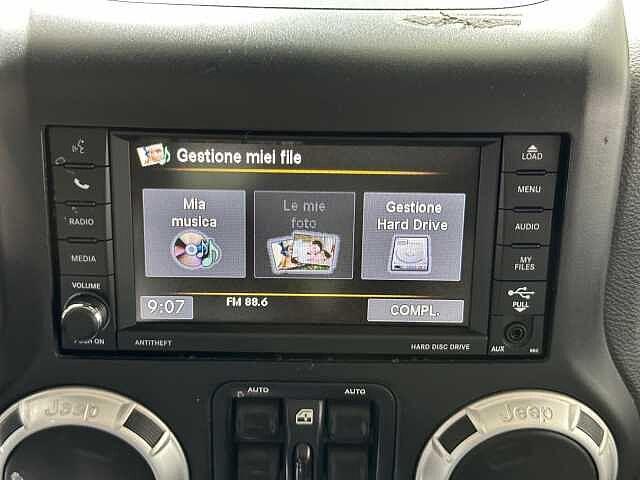 Gestione miei file
Mia
musica
Le mie
foto
Gestione
Hard Drive
9:07
FM 88.6
COMPL.
RADIO
MEDIA
VOLUME
PUSH ON
ANTITHEFT
HARD DISC DRIVE
LOAD
MENU
AUDIO
MY
FILES
PULL
AUX
AUTO
AUTO
Jeep
Jeep